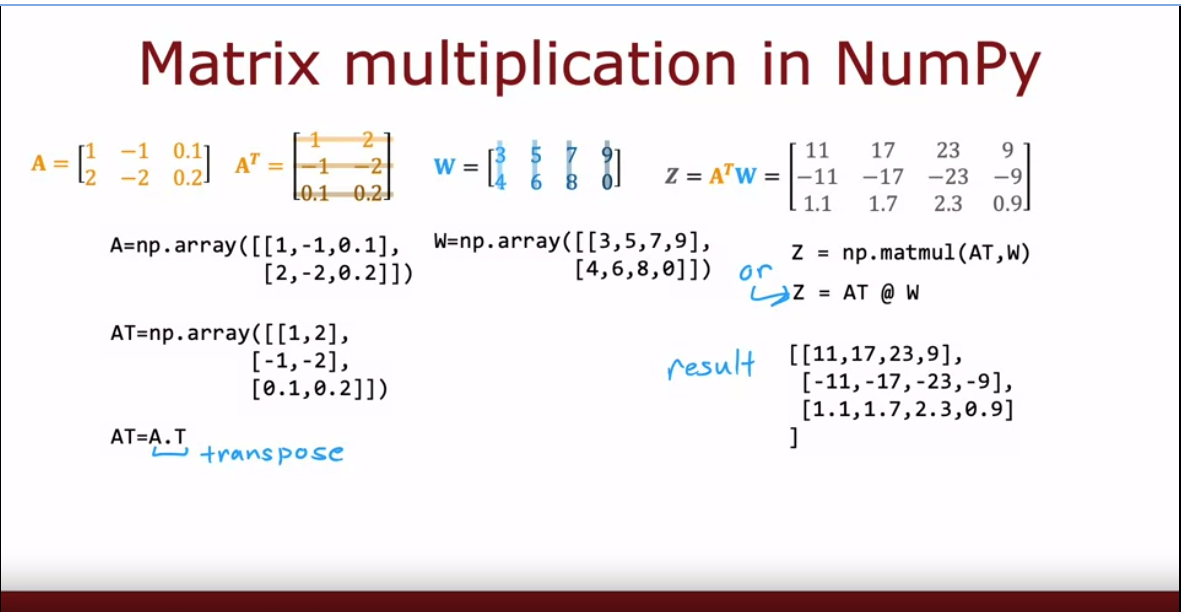 Matrix multiplication in NumPy
A = [1 −1 0.1
2 −2 0.2]
Aᵀ = [1 2
−1 −2
0.1 0.2]
W = [3 5 7 9
4 6 8 0]
Z = AᵀW = [11 17 23 9
−11 −17 −23 −9
1.1 1.7 2.3 0.9]
A=np.array([[1,-1,0.1],
[2,-2,0.2]])
AT=np.array([[1,2],
[-1,-2],
[0.1,0.2]])
AT=A.T
transpose
W=np.array([[3,5,7,9],
[4,6,8,0]])
Z = np.matmul(AT,W)
or
Z = AT @ W
result
[[11,17,23,9],
[-11,-17,-23,-9],
[1.1,1.7,2.3,0.9]
]